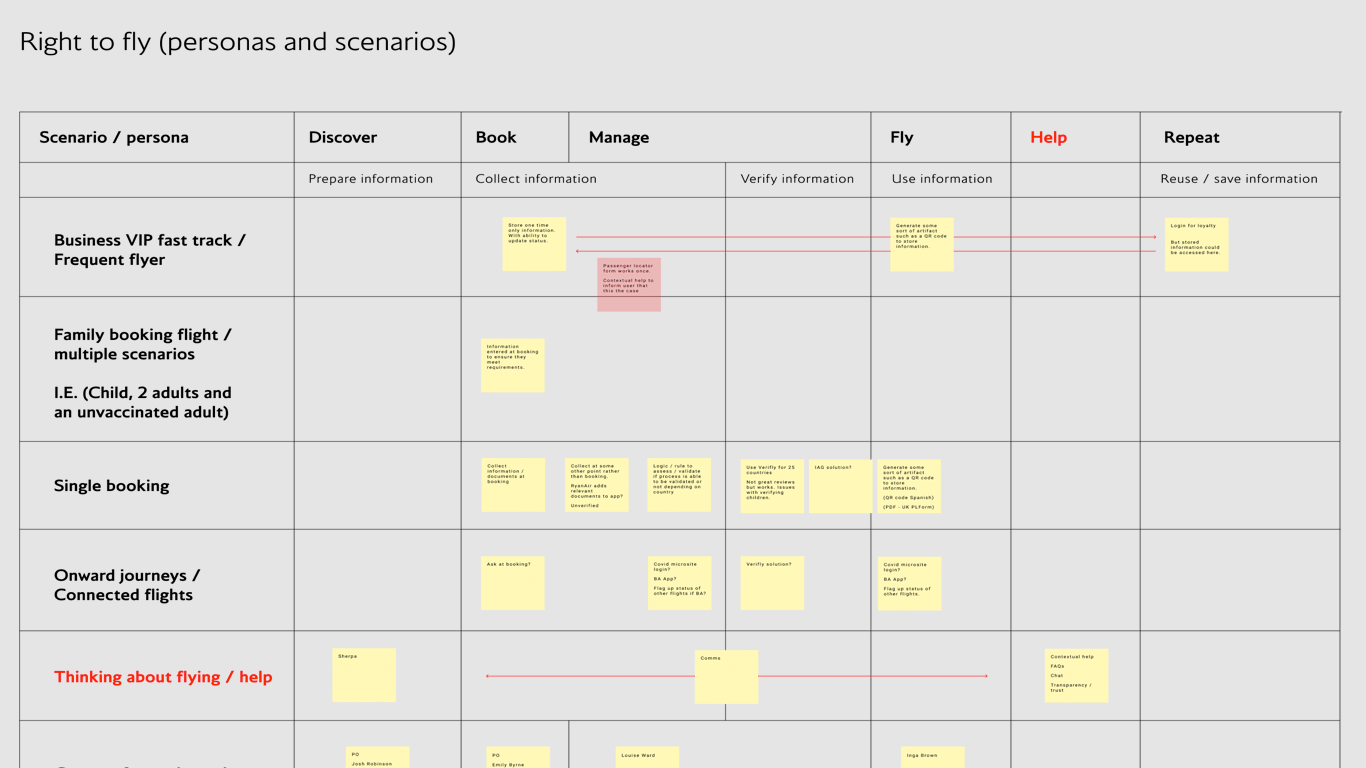 Right to fly (personas and scenarios)
Scenario / persona
Discover
Book
Manage
Fly
Help
Repeat
Prepare information
Collect information
Verify information
Use information
Reuse / save information
Business VIP fast track /
Frequent flyer
Store one time
only information.
With ability to
update status.
Passenger locator
form works once.
Contextual help to
inform user that
this the case
Generate some
sort of artifact
such as a QR code
to store
information.
Login for loyalty
But stored
information could
be accessed here.
Family booking flight /
multiple scenarios
I.E. (Child, 2 adults and
an unvaccinated adult)
Information
entered at booking
to ensure they
meet
requirements.
Single booking
Collect
information /
documents at
booking
Collect at some
other point rather
than booking.
RyanAir adds
relevant
documents to app?
Unverified
Logic / rule to
assess / validate
if process is able
to be validated or
not depending on
country
Use Verifly for 25
countries
Not great reviews
but works. Issues
with verifying
children.
IAG solution?
Generate some
sort of artifact
such as a QR code
to store
information.
(QR code Spanish)
(PDF - UK PLForm)
Onward journeys /
Connected flights
Ask at booking?
Covid microsite
login?
BA App?
Flag up status of
other flights if BA?
Verifly solution?
Covid microsite
login?
BA App?
Flag up status of
other flights.
Thinking about flying / help
Sherpa
Comms
Contextual help
FAQs
Chat
Transparency /
trust
PO
Josh Robinson
PO
Emily Byrne
Louise Ward
Inga Brown